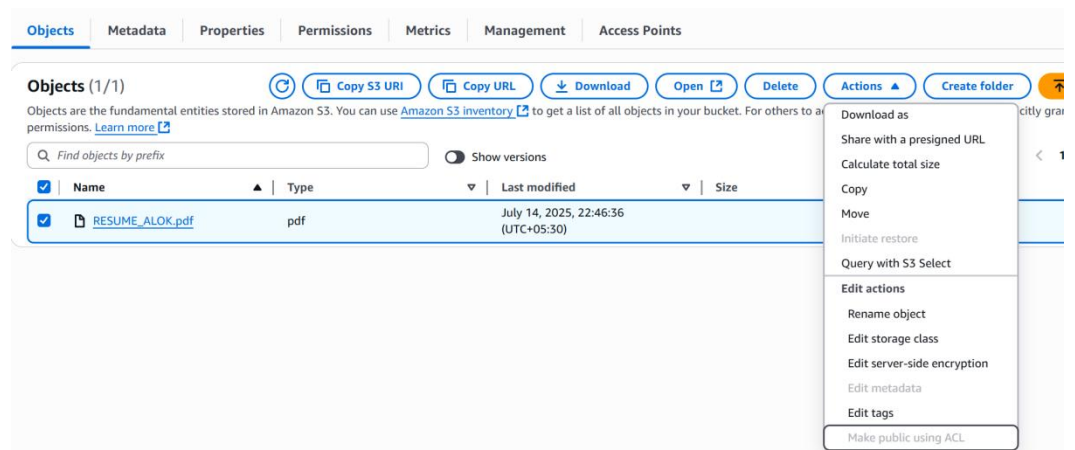 Objects Metadata Properties Permissions Metrics Management Access Points
Objects (1/1) Copy S3 URI Copy URL Download Open Delete Actions Create folder
Objects are the fundamental entities stored in Amazon S3. You can use Amazon S3 inventory to get a list of all objects in your bucket. For others to
permissions. Learn more
Find objects by prefix Show versions 1
Name Type Last modified Size
RESUME_ALOK.pdf pdf July 14, 2025, 22:46:36
(UTC+05:30)
Download as
Share with a presigned URL
Calculate total size
Copy
Move
Initiate restore
Query with S3 Select
Edit actions
Rename object
Edit storage class
Edit server-side encryption
Edit metadata
Edit tags
Make public using ACL